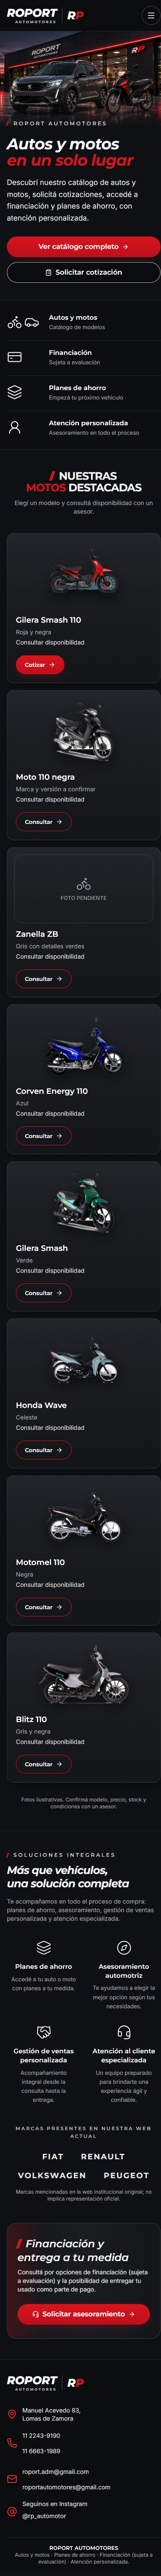 ROPORT RP
AUTOMOTORES
ROPORT
AUTOMOTORES
RP
/ ROPORT AUTOMOTORES
Autos y motos
en un solo lugar
Descubrí nuestro catálogo de autos y
motos, solicitá cotizaciones, accedé a
financiación y planes de ahorro, con
atención personalizada.
Ver catálogo completo →
Solicitar cotización
Autos y motos
Catálogo de modelos
Financiación
Sujeta a evaluación
Planes de ahorro
Empezá tu próximo vehículo
Atención personalizada
Asesoramiento en todo el proceso
/ NUESTRAS
MOTOS DESTACADAS
Elegí un modelo y consultá disponibilidad con un
asesor.
Gilera Smash 110
Roja y negra
Consultar disponibilidad
Cotizar →
Moto 110 negra
Marca y versión a confirmar
Consultar disponibilidad
Consultar →
FOTO PENDIENTE
Zanella ZB
Gris con detalles verdes
Consultar disponibilidad
Consultar →
Corven Energy 110
Azul
Consultar disponibilidad
Consultar →
Gilera Smash
Verde
Consultar disponibilidad
Consultar →
Honda Wave
Celeste
Consultar disponibilidad
Consultar →
Motomel 110
Negra
Consultar disponibilidad
Consultar →
Blitz 110
Gris y negra
Consultar disponibilidad
Consultar →
Fotos ilustrativas. Confirmá modelo, precio, stock y
condiciones con un asesor.
/ SOLUCIONES INTEGRALES
Más que vehículos,
una solución completa
Te acompañamos en todo el proceso de compra:
planes de ahorro, asesoramiento, gestión de ventas
personalizada y atención especializada.
Planes de ahorro
Accedé a tu auto o moto
con planes a tu medida.
Asesoramiento
automotriz
Te ayudamos a elegir la
mejor opción según tus
necesidades.
Gestión de ventas
personalizada
Acompañamiento
integral desde la
consulta hasta la
entrega.
Atención al cliente
especializada
Un equipo preparado
para brindarte una
experiencia ágil y
confiable.
MARCAS PRESENTES EN NUESTRA WEB
ACTUAL
FIAT RENAULT
VOLKSWAGEN PEUGEOT
Marcas mencionadas en la web institucional original; no
implica representación oficial.
/ Financiación y
entrega a tu medida
Consultá por opciones de financiación (sujeta
a evaluación) y la posibilidad de entregar tu
usado como parte de pago.
Solicitar asesoramiento →
ROPORT RP
AUTOMOTORES
Manuel Acevedo 83,
Lomas de Zamora
11 2243-9190
11 6663-1989
roport.adm@gmail.com
roportautomotores@gmail.com
Seguinos en Instagram
@rp_automotor
ROPORT AUTOMOTORES
Autos y motos · Planes de ahorro · Financiación (sujeta a
evaluación) · Atención personalizada.